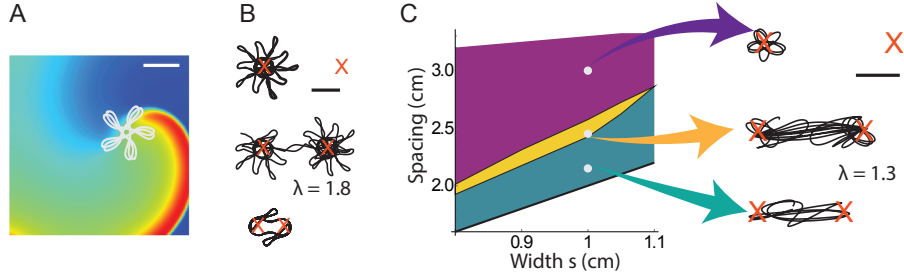 A
B
C
X
X
X
X
λ = 1.8
X
X
Spacing (cm)
3.0
2.5
2.0
0.9
1
1.1
Width s (cm)
X
X
X
X
λ = 1.3
X
X